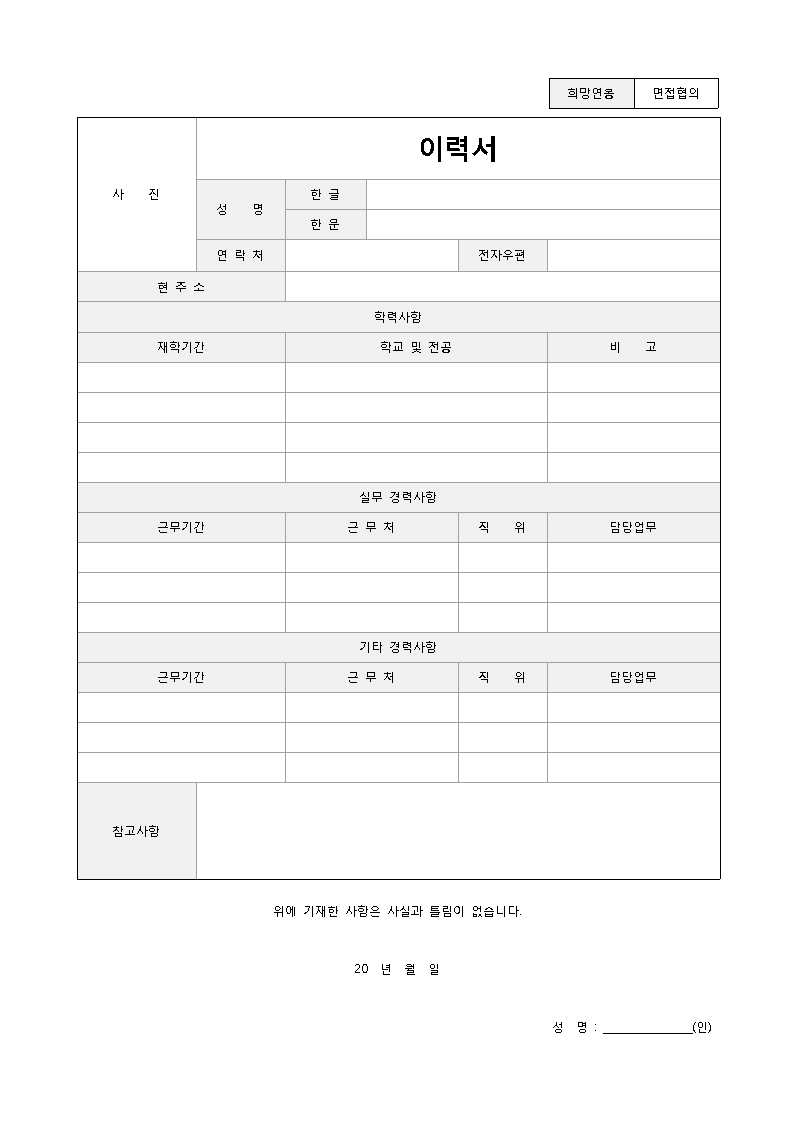 희망연봉 면접협의
이력서
사 진
성 명 한 글
한 문
연 락 처 전자우편
현 주 소
학력사항
재학기간 학교 및 전공 비 고
실무 경력사항
근무기간 근 무 처 직 위 담당업무
기타 경력사항
근무기간 근 무 처 직 위 담당업무
참고사항
위에 기재한 사항은 사실과 틀림이 없습니다.
20 년 월 일
성 명 : ______________(인)